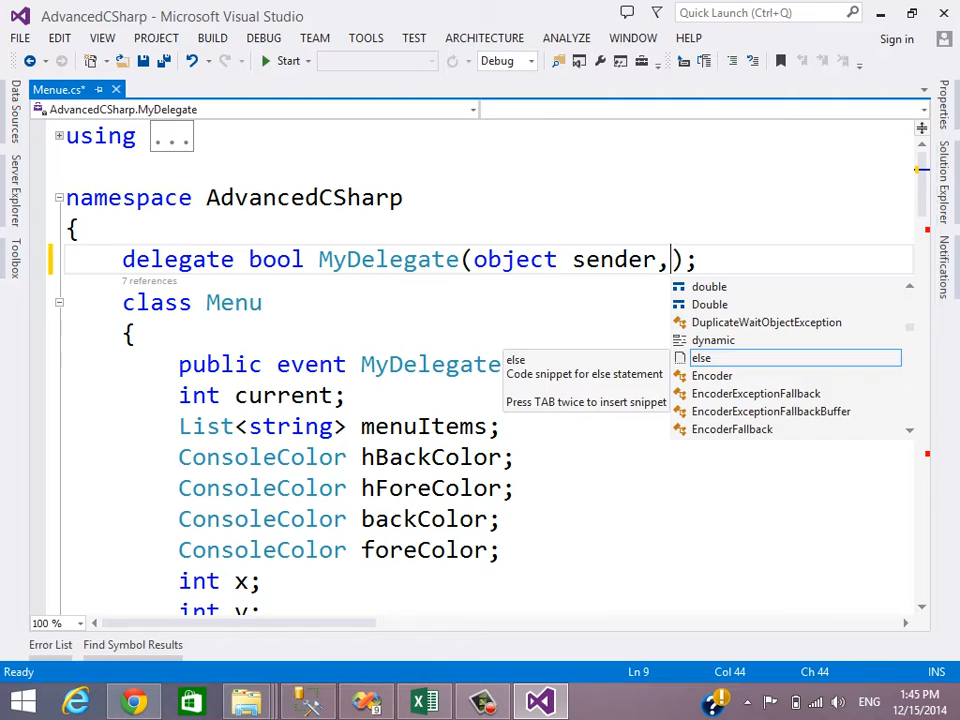 AdvancedCSharp - Microsoft Visual Studio
Quick Launch (Ctrl+Q)
FILE EDIT VIEW PROJECT BUILD DEBUG TEAM TOOLS TEST ARCHITECTURE ANALYZE WINDOW HELP Sign in
Start Debug
Menue.cs*
AdvancedCSharp.MyDelegate
Data Sources
Server Explorer
Toolbox
Properties
Solution Explorer
Notifications
using ...
namespace AdvancedCSharp
{
delegate bool MyDelegate(object sender,);
7 references
class Menu
{
public event MyDelegate
int current;
List<string> menuItems;
ConsoleColor hBackColor;
ConsoleColor hForeColor;
ConsoleColor backColor;
ConsoleColor foreColor;
int x;
int y;
double
Double
DuplicateWaitObjectException
dynamic
else
Encoder
EncoderExceptionFallback
EncoderExceptionFallbackBuffer
EncoderFallback
else
Code snippet for else statement
Press TAB twice to insert snippet
100 %
Error List Find Symbol Results
Ready Ln 9 Col 44 Ch 44 INS
ENG
1:45 PM
12/15/2014